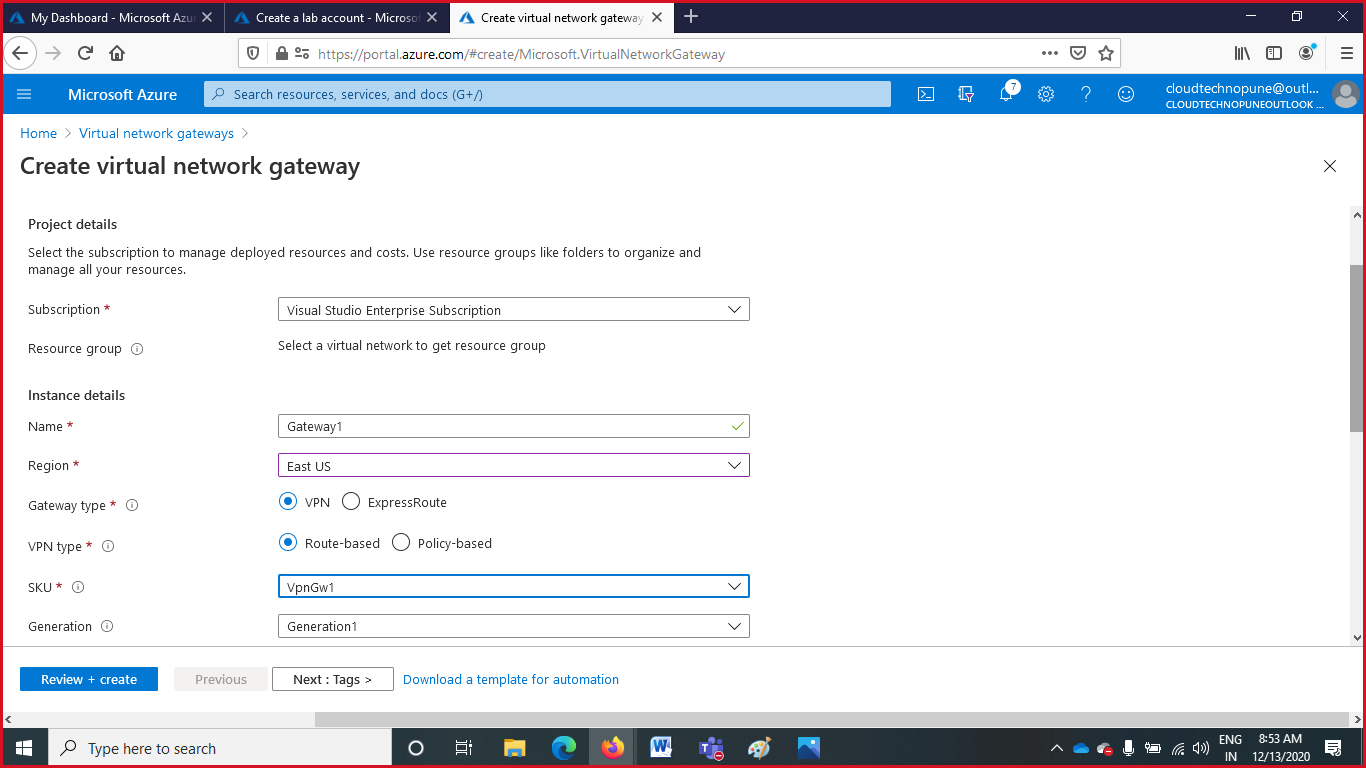 My Dashboard - Microsoft Azu
Create a lab account - Microsoft
Create virtual network gateway
https://portal.azure.com/#create/Microsoft.VirtualNetworkGateway
Microsoft Azure
Search resources, services, and docs (G+/)
7
cloudtechnopune@outl...
CLOUDTECHNOPUNEOUTLOOK ...
Home > Virtual network gateways >
Create virtual network gateway
Project details
Select the subscription to manage deployed resources and costs. Use resource groups like folders to organize and
manage all your resources.
Subscription * Visual Studio Enterprise Subscription
Resource group Select a virtual network to get resource group
Instance details
Name * Gateway1
Region * East US
Gateway type * VPN ExpressRoute
VPN type * Route-based Policy-based
SKU * VpnGw1
Generation Generation1
Review + create Previous Next : Tags > Download a template for automation
Type here to search
ENG
IN
8:53 AM
12/13/2020